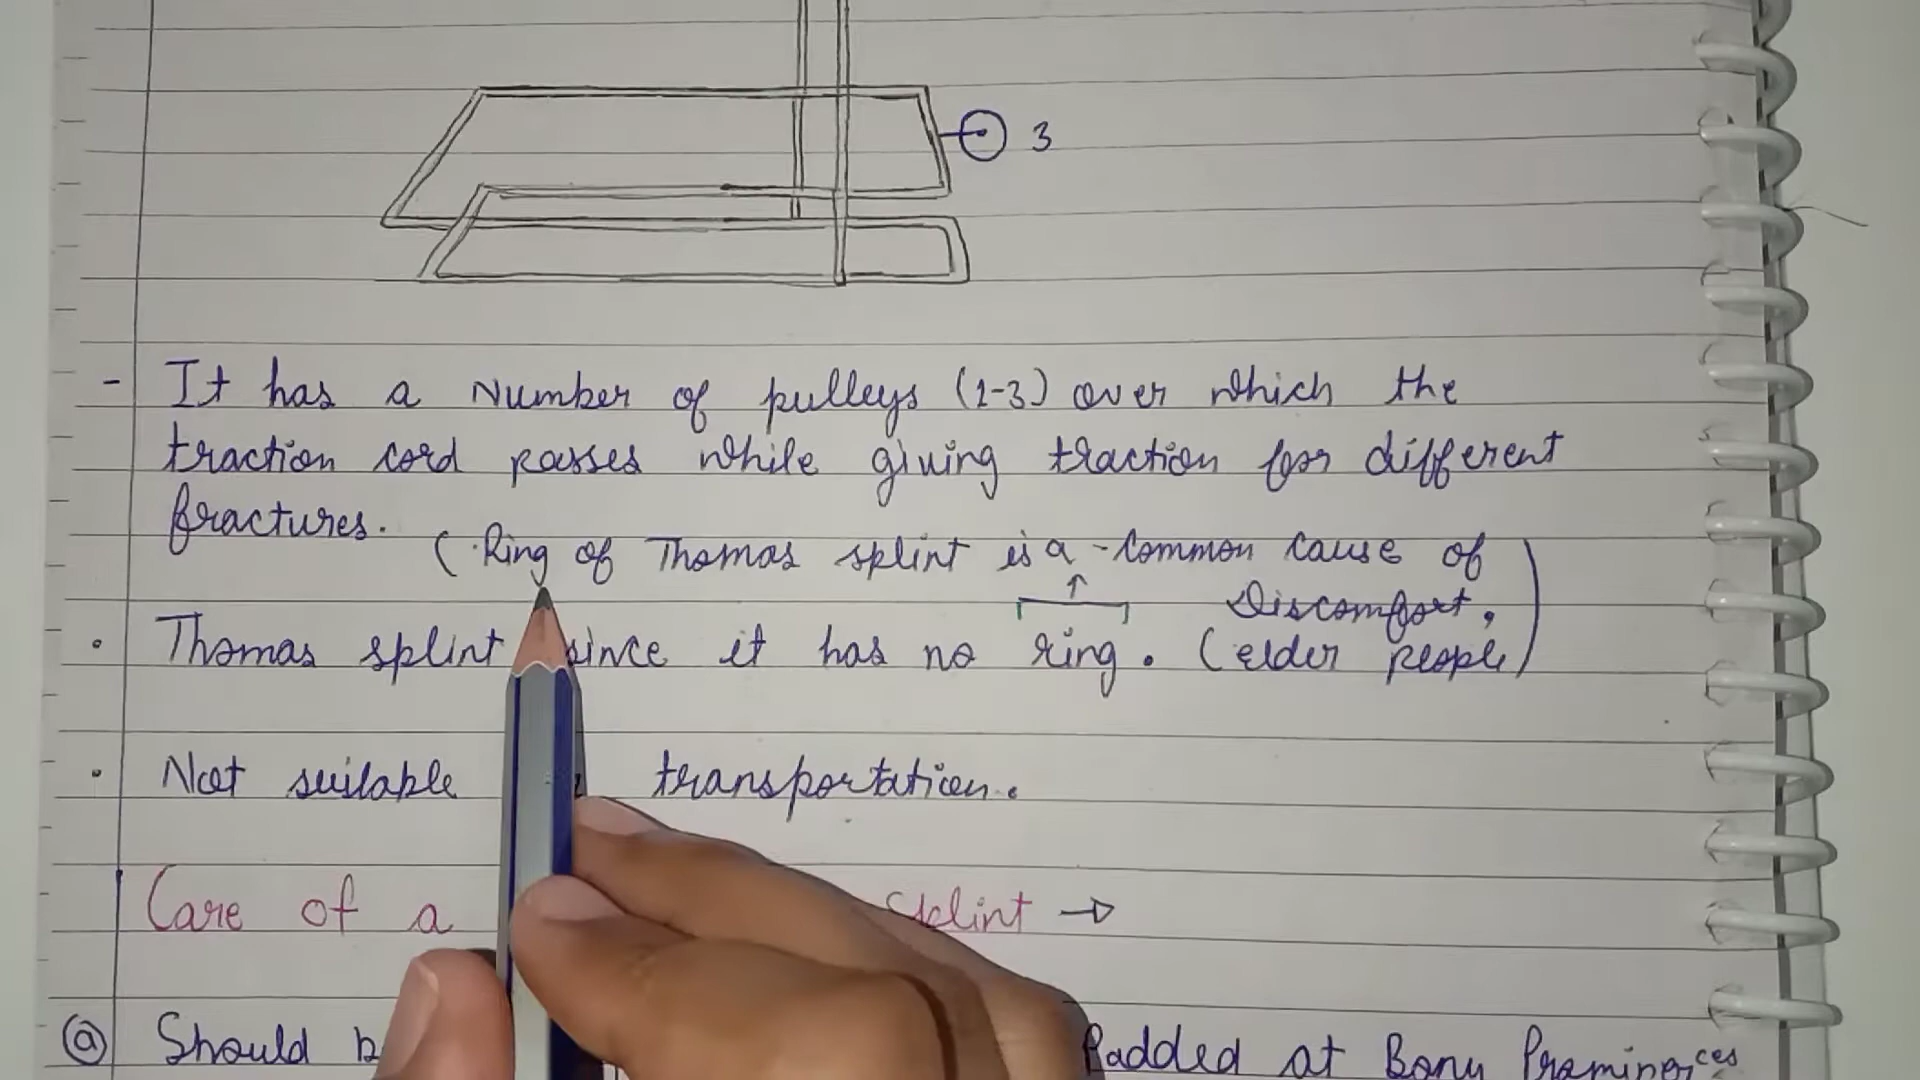 3
- It has a Number of pulleys (1-3) over which the
traction cord passes while giving traction for different
fractures.
(Ring of Thomas splint is a common cause of
Discomfort,
• Thomas splint since it has no ring. (elder people)
• Not suitable transportation.
Care of a Splint →
ⓐ Should Padded at Bony Prominences